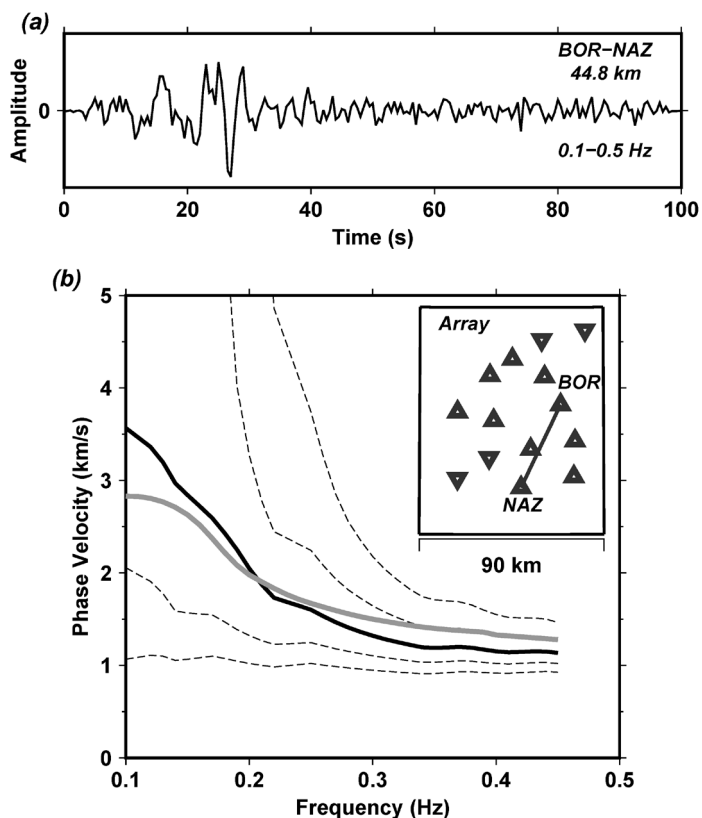 (a)
BOR−NAZ
44.8 km
Amplitude
0
0.1−0.5 Hz
0 20 40 60 80 100
Time (s)
(b)
5
4
3
2
1
0
Phase Velocity (km/s)
Array
BOR
NAZ
90 km
0.1 0.2 0.3 0.4 0.5
Frequency (Hz)